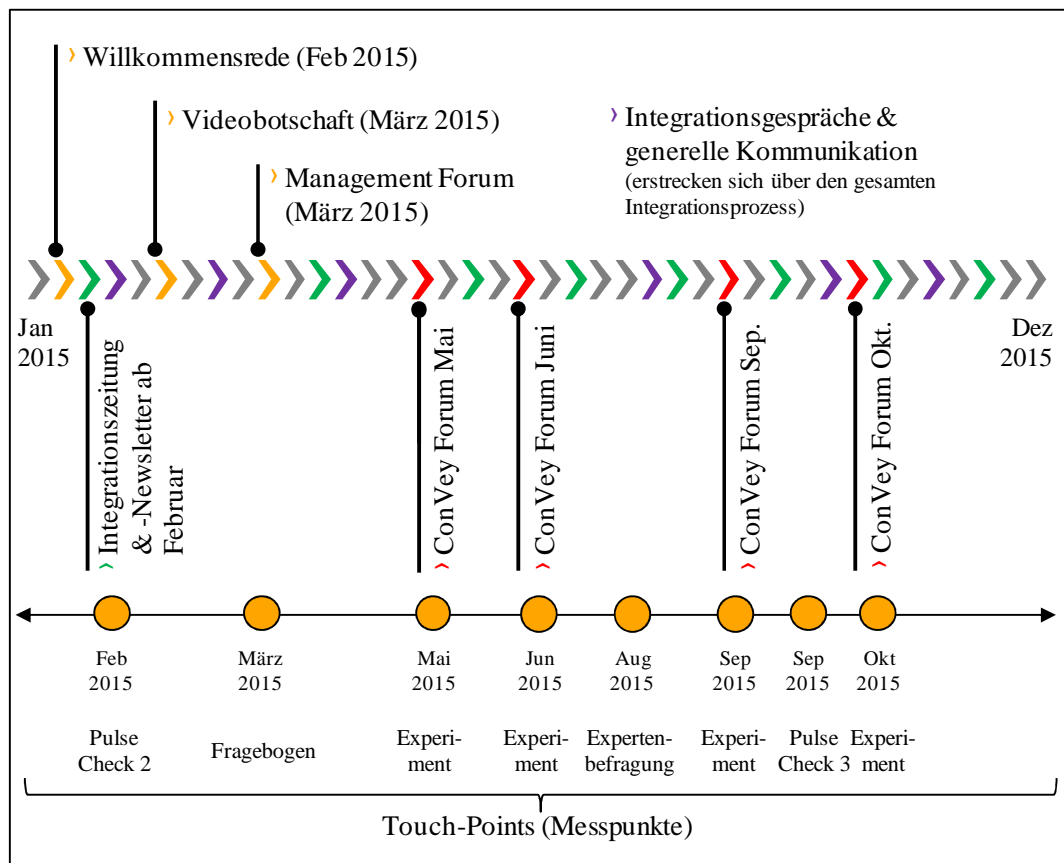 Willkommensrede (Feb 2015)
Videobotschaft (März 2015)
Management Forum
(März 2015)
Integrationsgespräche &
generelle Kommunikation
(erstrecken sich über den gesamten
Integrationsprozess)
Jan
2015
Dez
2015
Integrationszeitung
& -Newsletter ab
Februar
ConVey Forum Mai
ConVey Forum Juni
ConVey Forum Sep.
ConVey Forum Okt.
Feb
2015
März
2015
Mai
2015
Jun
2015
Aug
2015
Sep
2015
Sep
2015
Okt
2015
Pulse
Check 2
Fragebogen
Experi-
ment
Experi-
ment
Experten-
befragung
Experi-
ment
Pulse
Check 3
Experi-
ment
Touch-Points (Messpunkte)